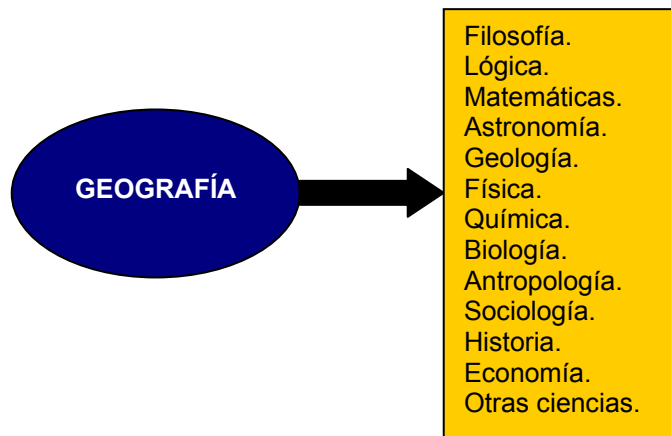 GEOGRAFÍA
Filosofía.
Lógica.
Matemáticas.
Astronomía.
Geología.
Física.
Química.
Biología.
Antropología.
Sociología.
Historia.
Economía.
Otras ciencias.